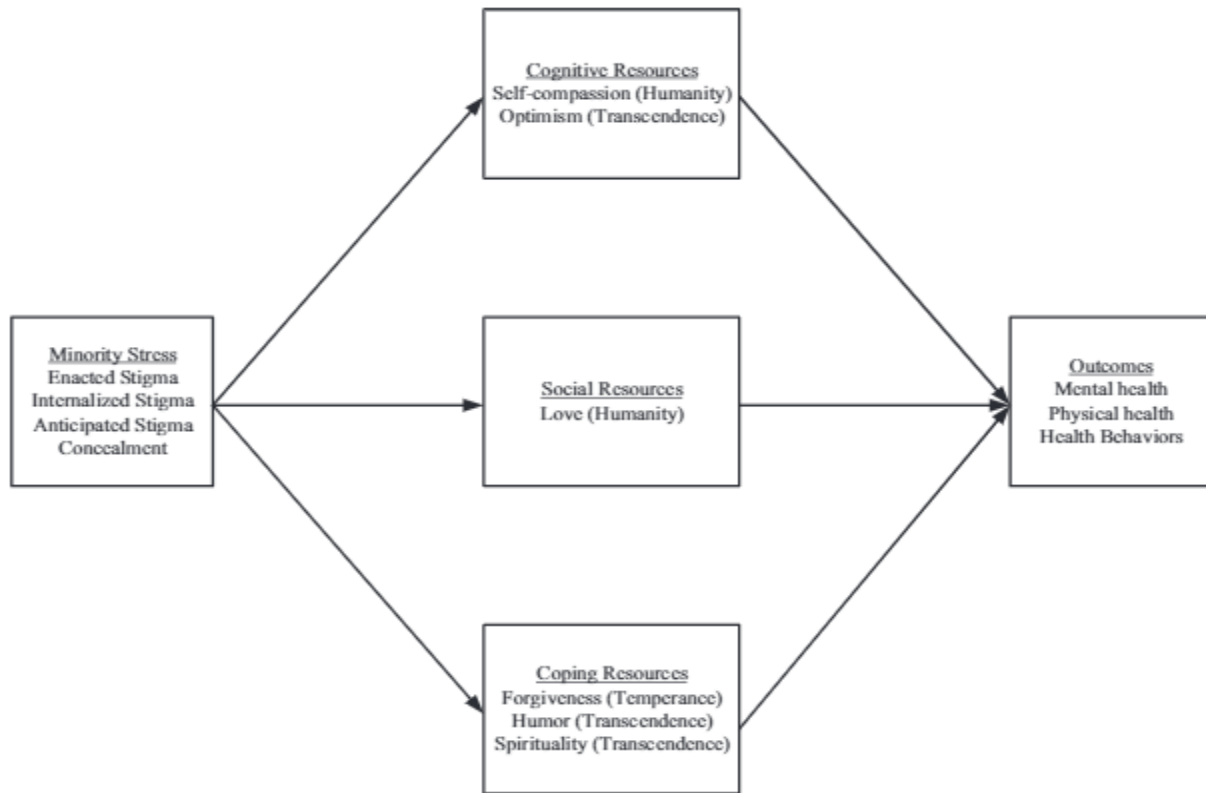 Cognitive Resources
Self-compassion (Humanity)
Optimism (Transcendence)
Minority Stress
Enacted Stigma
Internalized Stigma
Anticipated Stigma
Concealment
Social Resources
Love (Humanity)
Outcomes
Mental health
Physical health
Health Behaviors
Coping Resources
Forgiveness (Temperance)
Humor (Transcendence)
Spirituality (Transcendence)